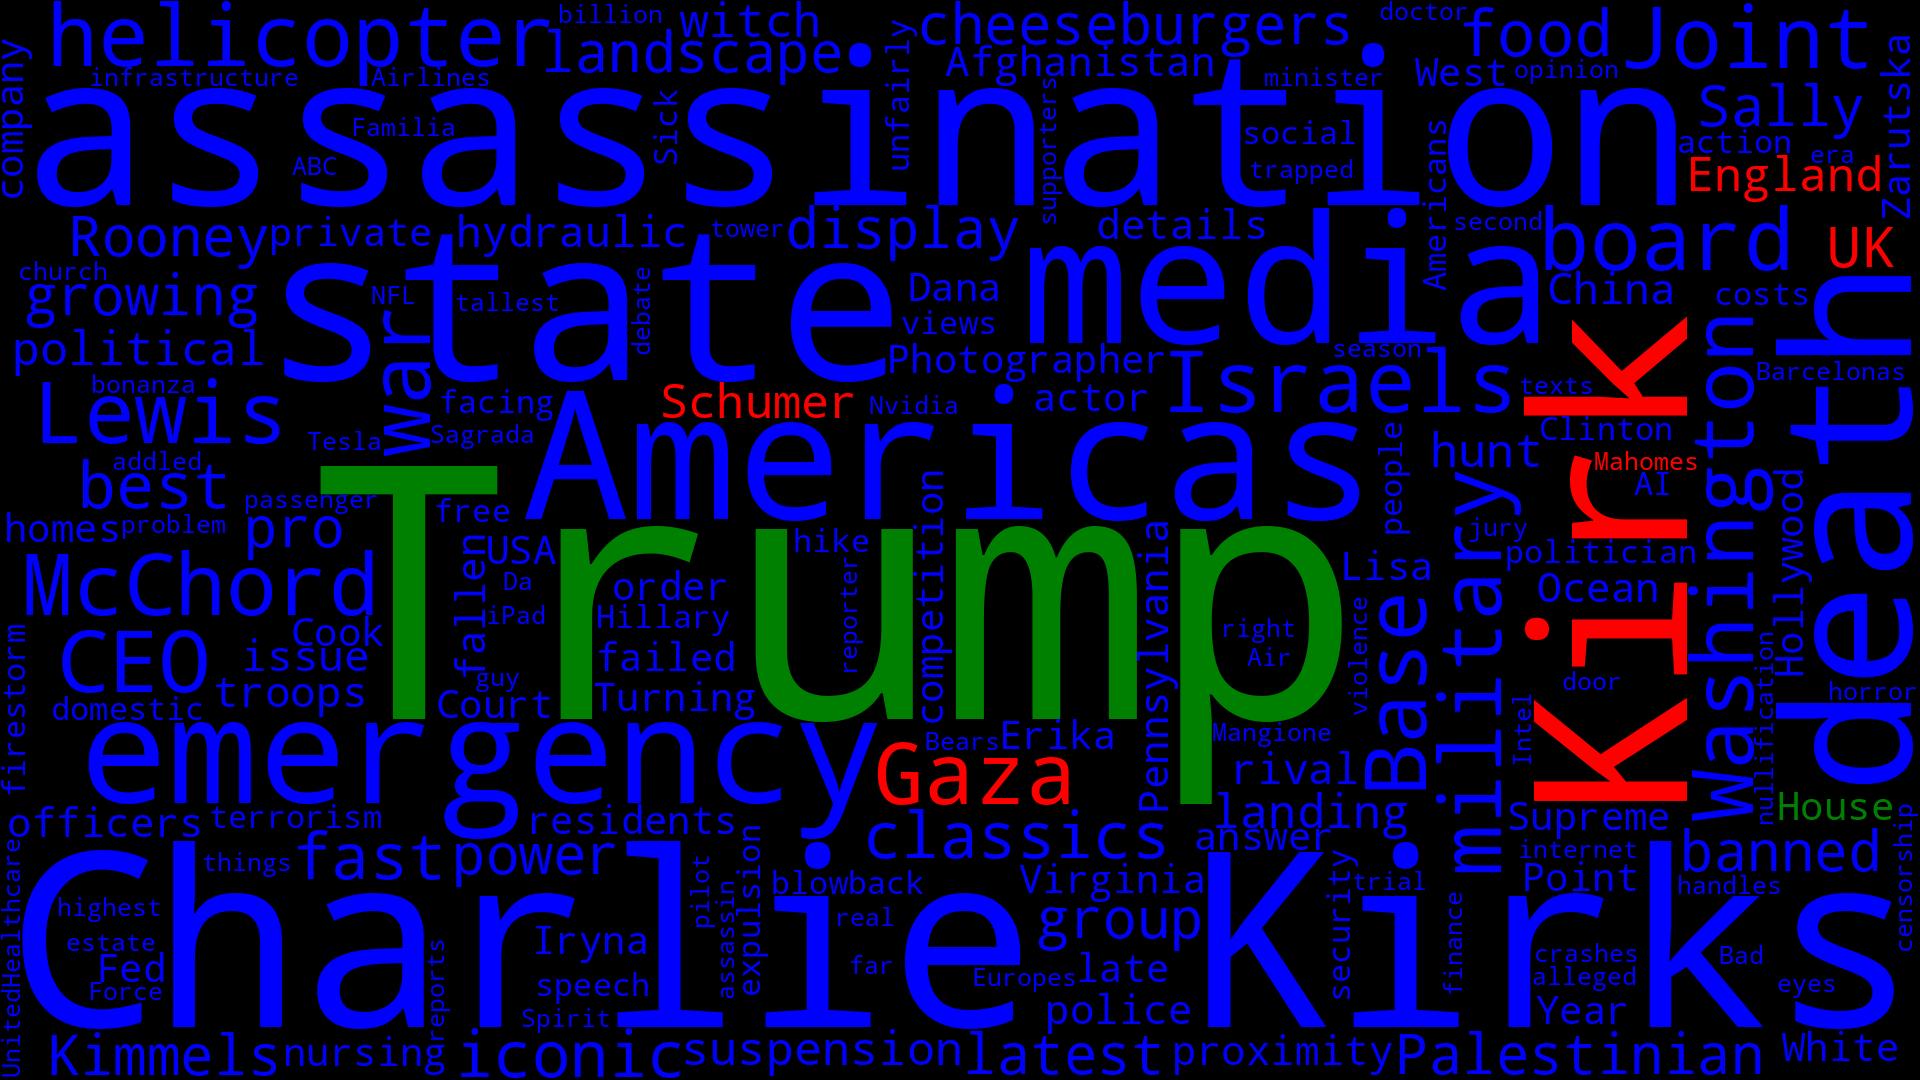 helicopter billion witch cheeseburgers doctor food Joint
company infrastructure Airlines landscape unfairly Afghanistan minister West opinion Zarutska
assassination
Familia ABC Sick supporters social trapped Americans Sally action era England
Rooney private hydraulic tower display details second board UK
church growing NFL tallest debate state Dana views media China costs
political war Photographer season Israels texts Barcelonas
Lewis bonanza facing Schumer Nvidia actor Clinton Washington death
Tesla Sagrada Americas people hunt Mahomes AI Kirk
best addled passenger free Trump
homes problem pro USA hike competition Pennsylvania military jury politician Hollywood
McChord fallen Da iPad order Hillary reporter Lisa Base Ocean
CEO Cook issue failed right Air violence door
firestorm domestic troops guy Court Turning Intel nullification horror
emergency Bears Erika Gaza Mangione rival House
officers terrorism residents classics landing answer Supreme
UnitedHealthcare things fast power pilot expulsion blowback Virginia security trial internet Point banned handles censorship
Charlie Kirks
highest estate Fed Force reports Iryna speech Spirit assassin real far group Europes late police finance crashes alleged Year Bad eyes
Kimmels nursing iconic suspension latest proximity Palestinian White